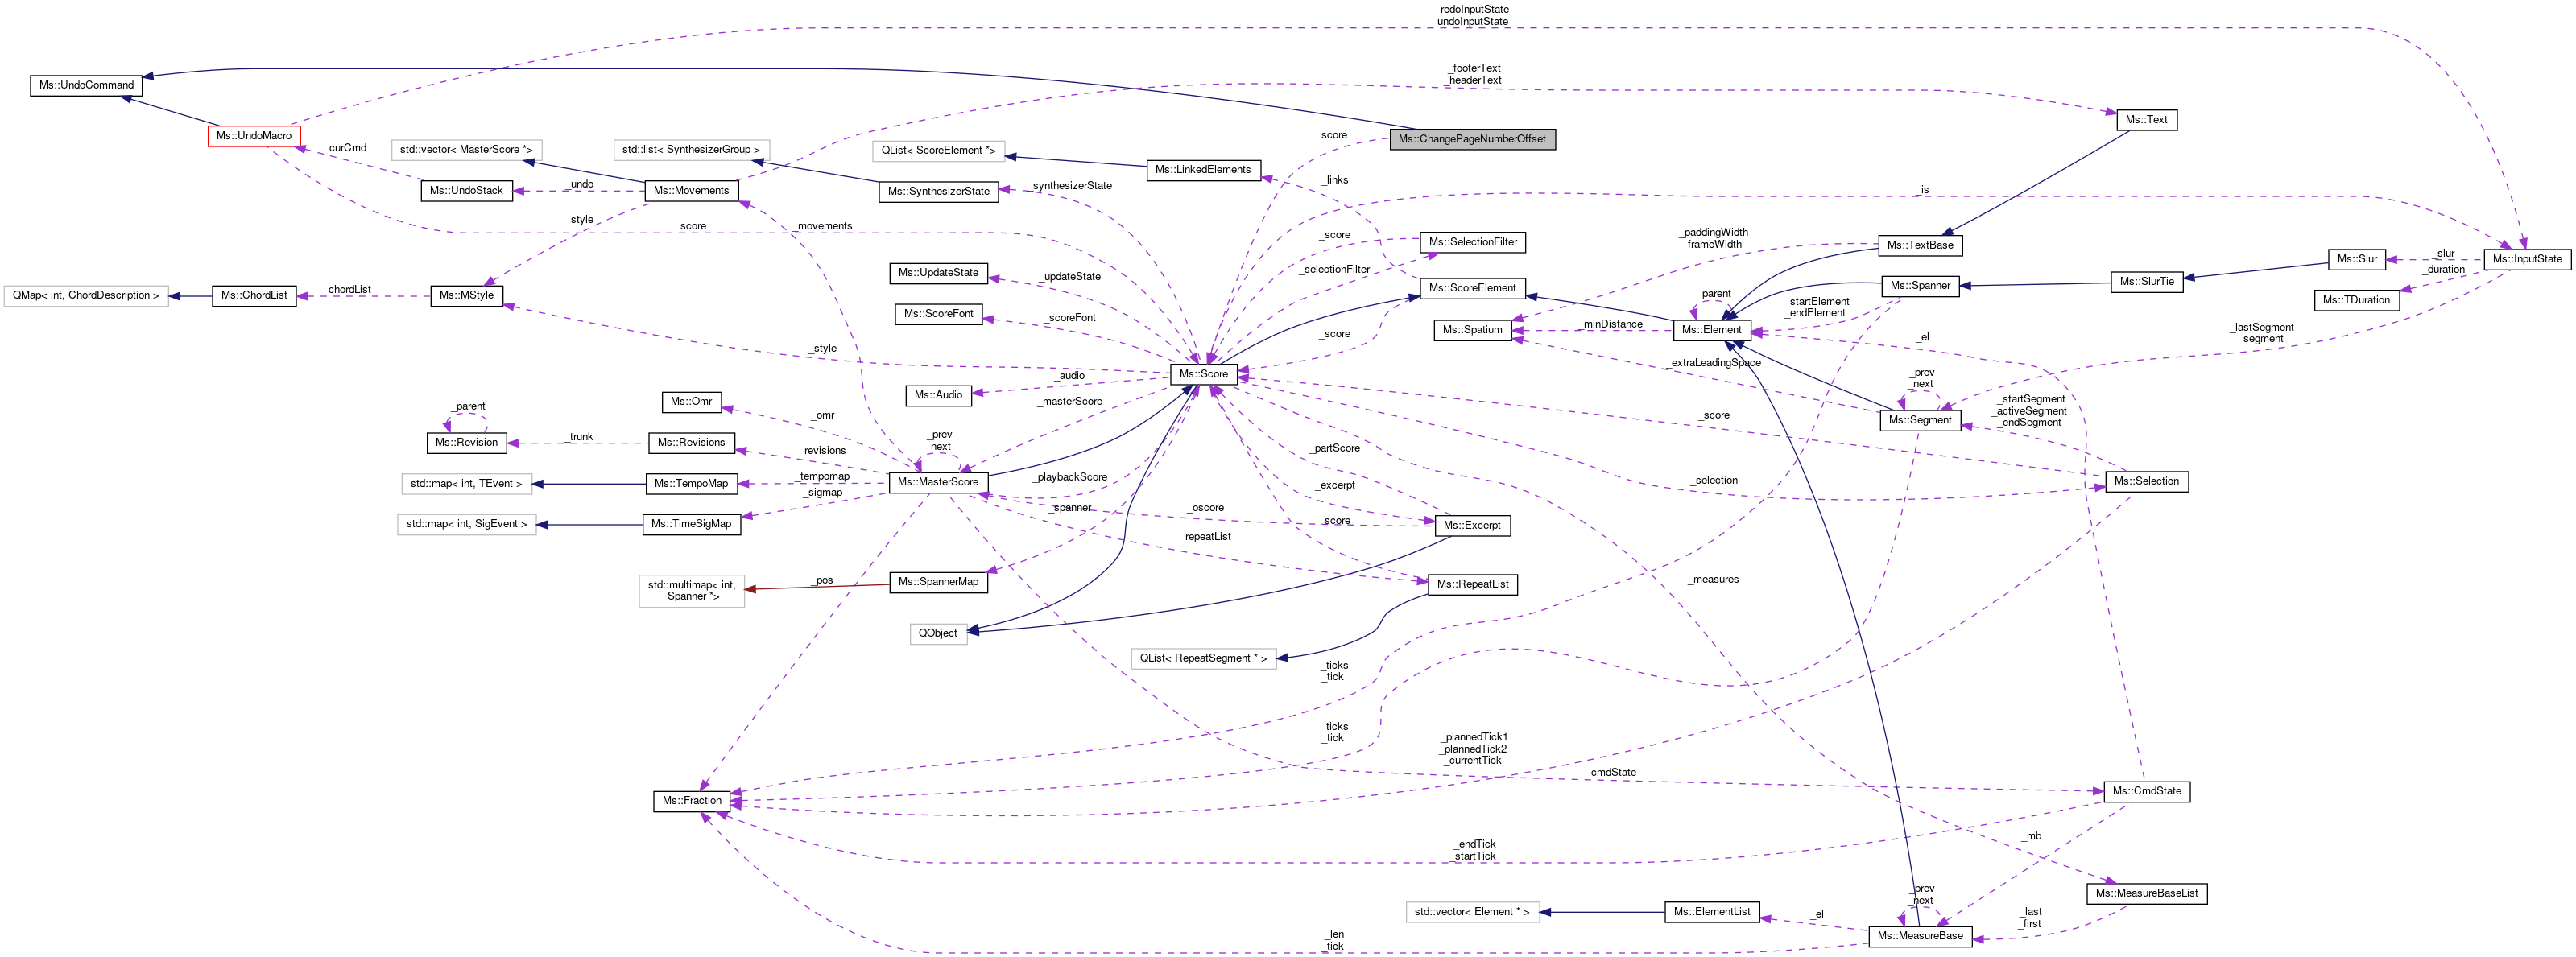 redoInputState
undoInputState
_footerText
_headerText
Ms::UndoCommand
Ms::Text
Ms::UndoMacro
score
Ms::ChangePageNumberOffset
curCmd
std::vector< MasterScore *>
std::list< SynthesizerGroup >
QList< ScoreElement *>
Ms::LinkedElements
Ms::UndoStack
_undo
Ms::Movements
Ms::SynthesizerState
_synthesizerState
_links
_is
_style
score
_movements
_score
Ms::SelectionFilter
_paddingWidth
_frameWidth
Ms::TextBase
_slur
Ms::Slur
Ms::InputState
_duration
Ms::UpdateState
_updateState
_selectionFilter
Ms::ScoreElement
Ms::Spanner
Ms::SlurTie
QMap< int, ChordDescription >
Ms::ChordList
_chordList
Ms::MStyle
_parent
_startElement
_endElement
Ms::TDuration
Ms::ScoreFont
_scoreFont
_score
Ms::Spatium
_minDistance
Ms::Element
_lastSegment
_segment
_el
_style
_extraLeadingSpace
Ms::Score
_audio
_prev
_next
Ms::Audio
Ms::Omr
_omr
_masterScore
_startSegment
_activeSegment
_endSegment
_parent
_score
Ms::Segment
Ms::Revision
_trunk
Ms::Revisions
_revisions
_prev
_next
_partScore
std::map< int, TEvent >
Ms::TempoMap
_tempomap
Ms::MasterScore
_playbackScore
_excerpt
_selection
Ms::Selection
_sigmap
std::map< int, SigEvent >
Ms::TimeSigMap
_spanner
_oscore
_score
Ms::Excerpt
_repeatList
std::multimap< int,
Spanner *>
_pos
Ms::SpannerMap
Ms::RepeatList
_measures
QObject
QList< RepeatSegment * >
_ticks
_tick
_ticks
_tick
_plannedTick1
_plannedTick2
_currentTick
_cmdState
Ms::Fraction
Ms::CmdState
_endTick
_startTick
_mb
_prev
_next
Ms::MeasureBaseList
std::vector< Element * >
Ms::ElementList
_el
_last
_first
_len
_tick
Ms::MeasureBase